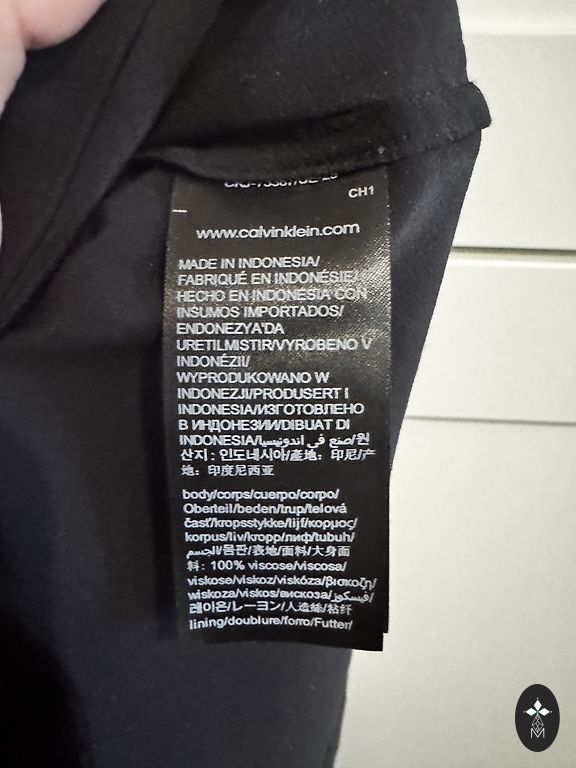 CH1
www.calvinklein.com
MADE IN INDONESIA/
FABRIQUÉ EN INDONÉSIE/
HECHO EN INDONESIA CON
INSUMOS IMPORTADOS/
ENDONEZYA'DA
URETILMISTIR/VYROBENO V
INDONÉZII/
WYPRODUKOWANO W
INDONEZJI/PRODUSERT I
INDONESIA/ИЗГОТОВЛЕНО
В ИНДОНЕЗИИ/DIBUAT DI
INDONESIA/صنع في اندونيسيا/원
산지 : 인도네시아/產地：印尼/产
地：印度尼西亚
body/corps/cuerpo/corpo/
Oberteil/beden/trup/telová
časť/kropsstykke/lijf/κορμος/
korpus/liv/kropp/лиф/tubuh/
الجسم/몸판/表地/面料/大身面
料: 100% viscose/viscosa/
viskose/viskoz/viskóza/βισκοζη/
wiskoza/viskos/вискоза/فيسكوز/
레이온/レーヨン/人造絲/粘纤
lining/doublure/forro/Futter/
M